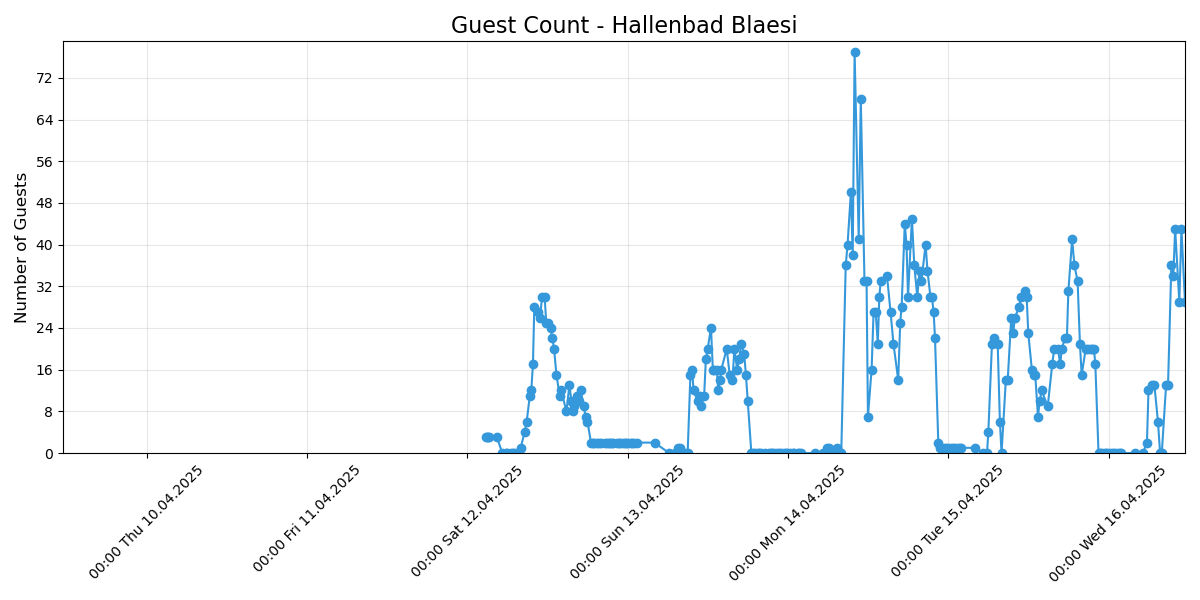 Guest Count - Hallenbad Blaesi
Number of Guests
72
64
56
48
40
32
24
16
8
0
00:00 Thu 10.04.2025
00:00 Fri 11.04.2025
00:00 Sat 12.04.2025
00:00 Sun 13.04.2025
00:00 Mon 14.04.2025
00:00 Tue 15.04.2025
00:00 Wed 16.04.2025